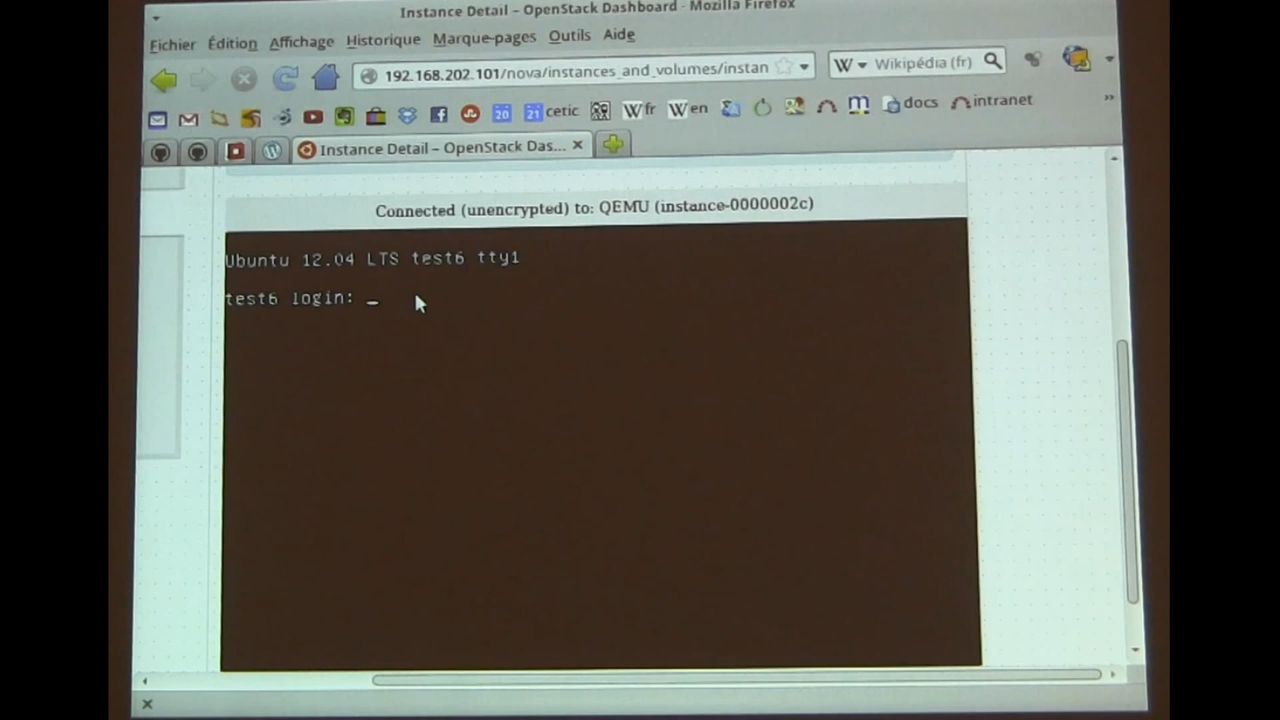 Instance Detail – OpenStack Dashboard - Mozilla Firefox
Fichier Édition Affichage Historique Marque-pages Outils Aide
192.168.202.101/nova/instances_and_volumes/instan W Wikipédia (fr)
20 21 cetic W fr W en m docs intranet
Instance Detail – OpenStack Das...
Connected (unencrypted) to: QEMU (instance-0000002c)
Ubuntu 12.04 LTS test6 tty1
test6 login: _